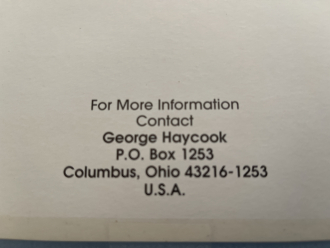 For More Information
Contact
George Haycook
P.O. Box 1253
Columbus, Ohio 43216-1253
U.S.A.